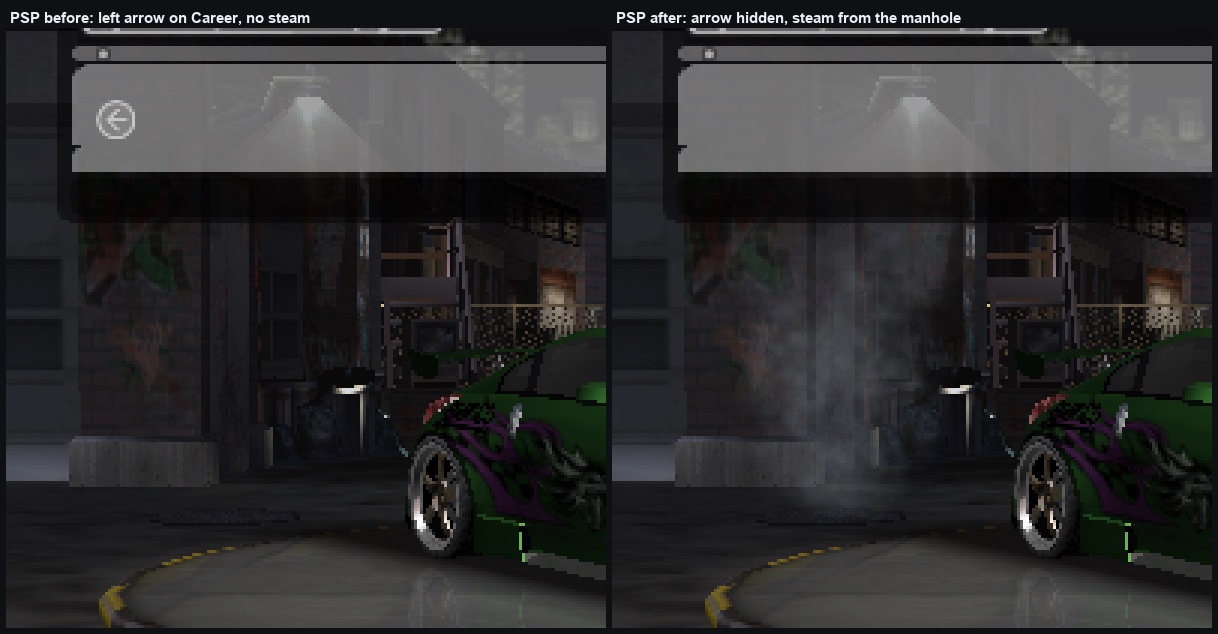 PSP before: left arrow on Career, no steam
PSP after: arrow hidden, steam from the manhole